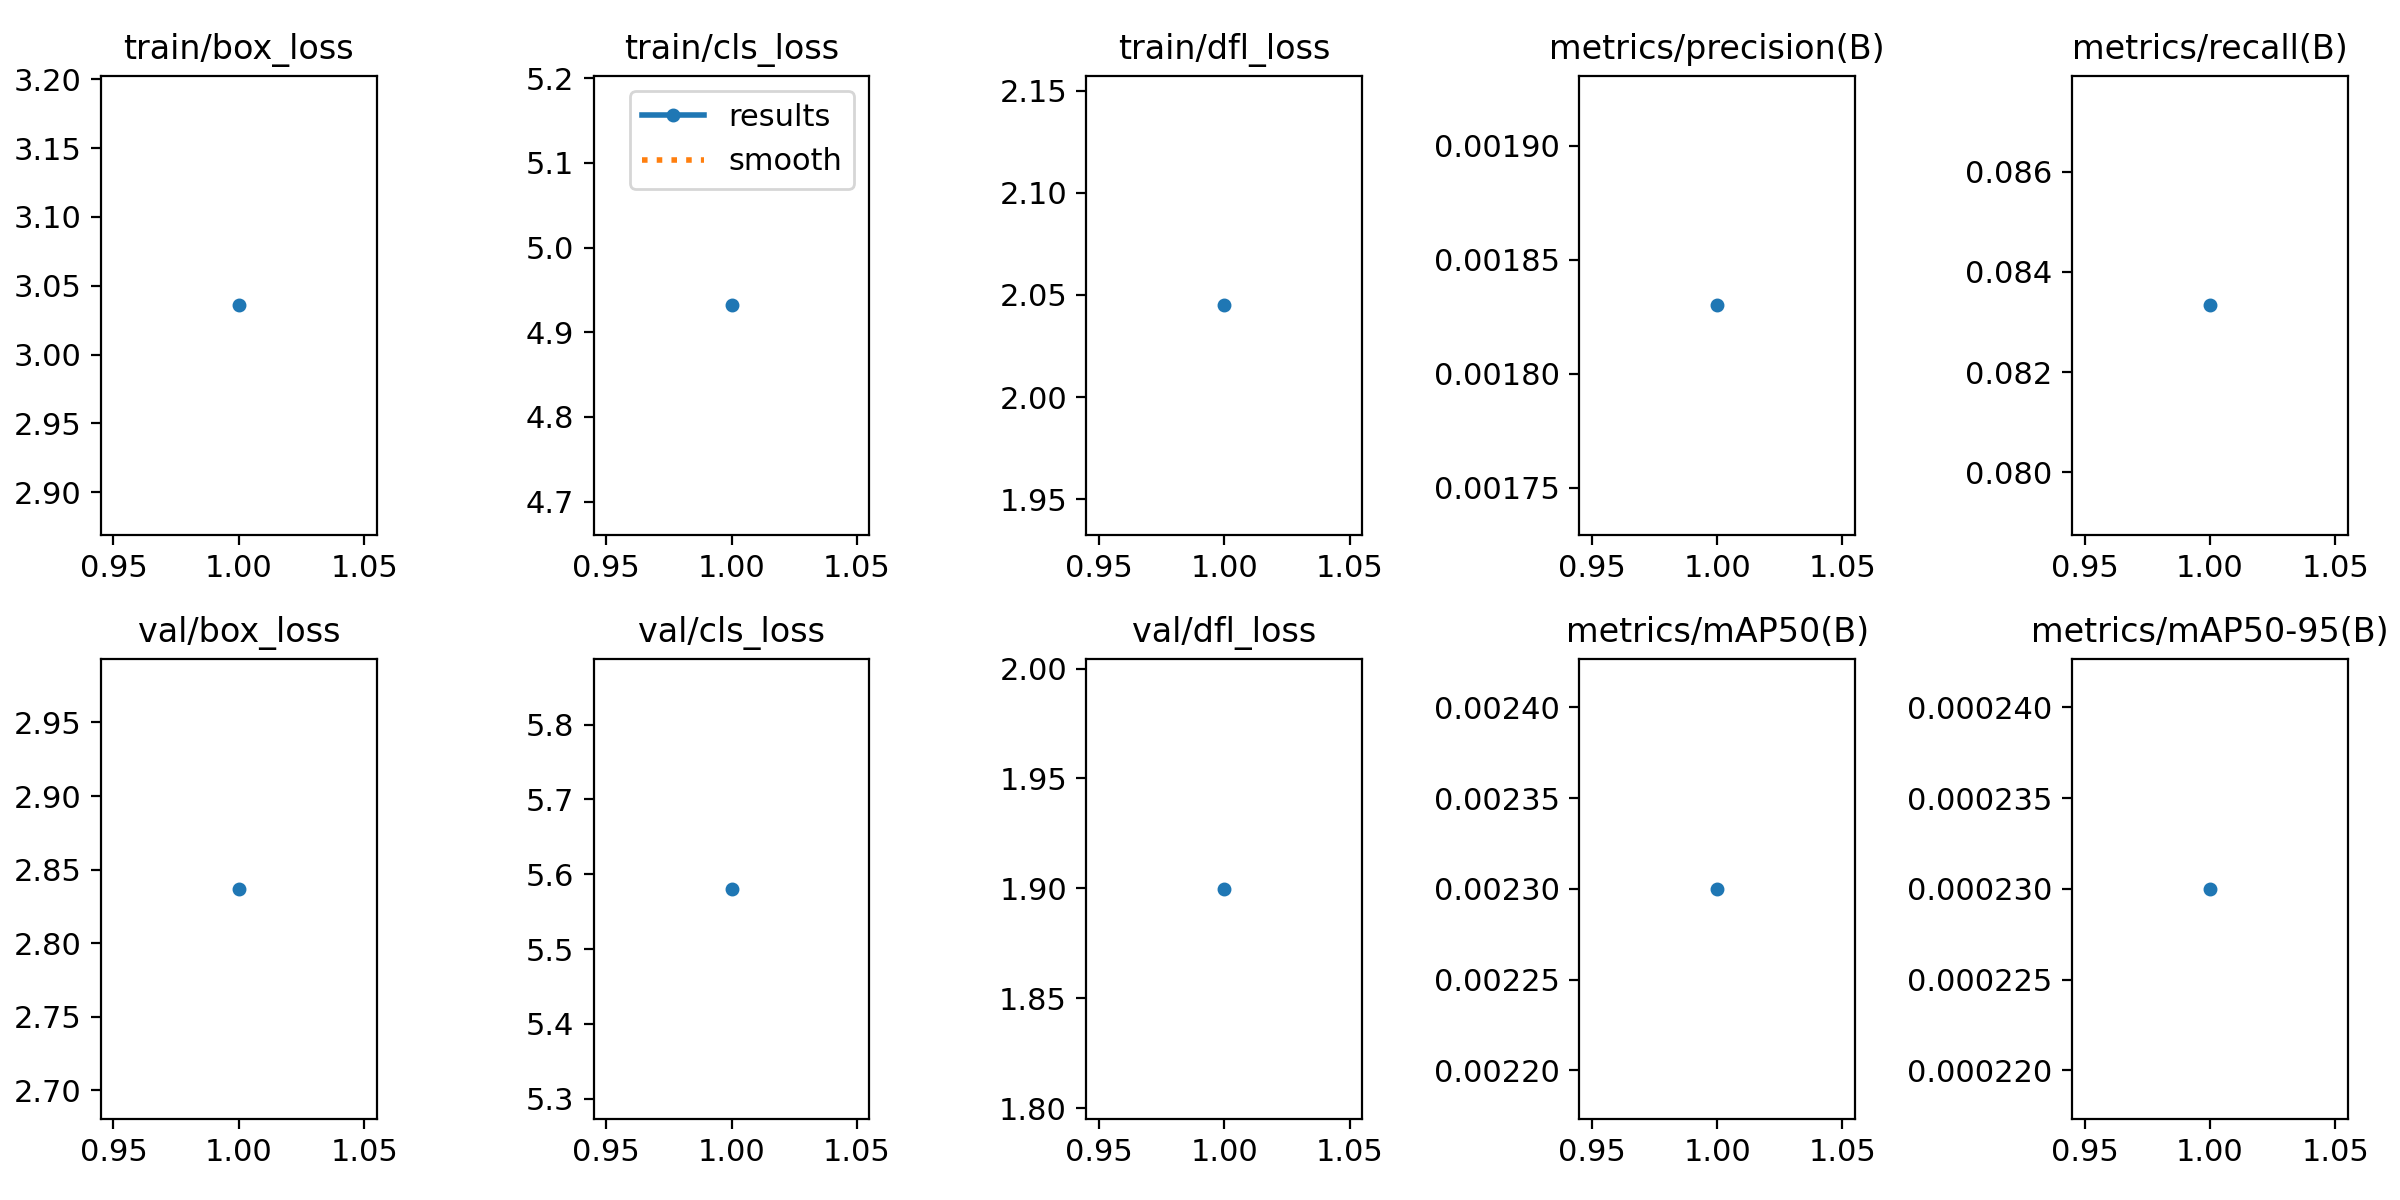 train/box_loss
3.20
3.15
3.10
3.05
3.00
2.95
2.90
0.95 1.00 1.05
train/cls_loss
results
smooth
5.2
5.1
5.0
4.9
4.8
4.7
0.95 1.00 1.05
train/dfl_loss
2.15
2.10
2.05
2.00
1.95
0.95 1.00 1.05
metrics/precision(B)
0.00190
0.00185
0.00180
0.00175
0.95 1.00 1.05
metrics/recall(B)
0.086
0.084
0.082
0.080
0.95 1.00 1.05
val/box_loss
2.95
2.90
2.85
2.80
2.75
2.70
0.95 1.00 1.05
val/cls_loss
5.8
5.7
5.6
5.5
5.4
5.3
0.95 1.00 1.05
val/dfl_loss
2.00
1.95
1.90
1.85
1.80
0.95 1.00 1.05
metrics/mAP50(B)
0.00240
0.00235
0.00230
0.00225
0.00220
0.95 1.00 1.05
metrics/mAP50-95(B)
0.000240
0.000235
0.000230
0.000225
0.000220
0.95 1.00 1.05